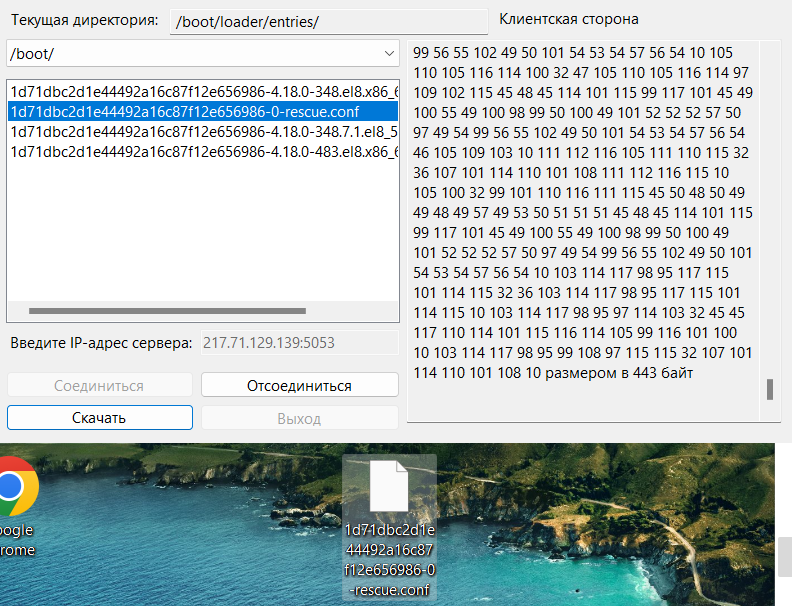 Текущая директория:
/boot/loader/entries/
Клиентская сторона
/boot/
1d71dbc2d1e44492a16c87f12e656986-4.18.0-348.el8.x86_6
1d71dbc2d1e44492a16c87f12e656986-0-rescue.conf
1d71dbc2d1e44492a16c87f12e656986-4.18.0-348.7.1.el8_5
1d71dbc2d1e44492a16c87f12e656986-4.18.0-483.el8.x86_6
Введите IP-адрес сервера:
217.71.129.139:5053
Соединиться
Отсоединиться
Скачать
Выход
99 56 55 102 49 50 101 54 53 54 57 56 54 10 105
110 105 116 114 100 32 47 105 110 105 116 114 97
109 102 115 45 48 45 114 101 115 99 117 101 45 49
100 55 49 100 98 99 50 100 49 101 52 52 52 57 50
97 49 54 99 56 55 102 49 50 101 54 53 54 57 56 54
46 105 109 103 10 111 112 116 105 111 110 115 32
36 107 101 114 110 101 108 111 112 116 115 10
105 100 32 99 101 110 116 111 115 45 50 48 50 49
49 48 49 57 49 53 50 51 51 51 45 48 45 114 101 115
99 117 101 45 49 100 55 49 100 98 99 50 100 49
101 52 52 52 57 50 97 49 54 99 56 55 102 49 50 101
54 53 54 57 56 54 10 103 114 117 98 95 117 115
101 114 115 32 36 103 114 117 98 95 117 115 101
114 115 10 103 114 117 98 95 97 114 103 32 45 45
117 110 114 101 115 116 114 105 99 116 101 100
10 103 114 117 98 95 99 108 97 115 115 32 107 101
114 110 101 108 10 размером в 443 байт
oogle
rome
1d71dbc2d1e
44492a16c87
f12e656986-0
-rescue.conf